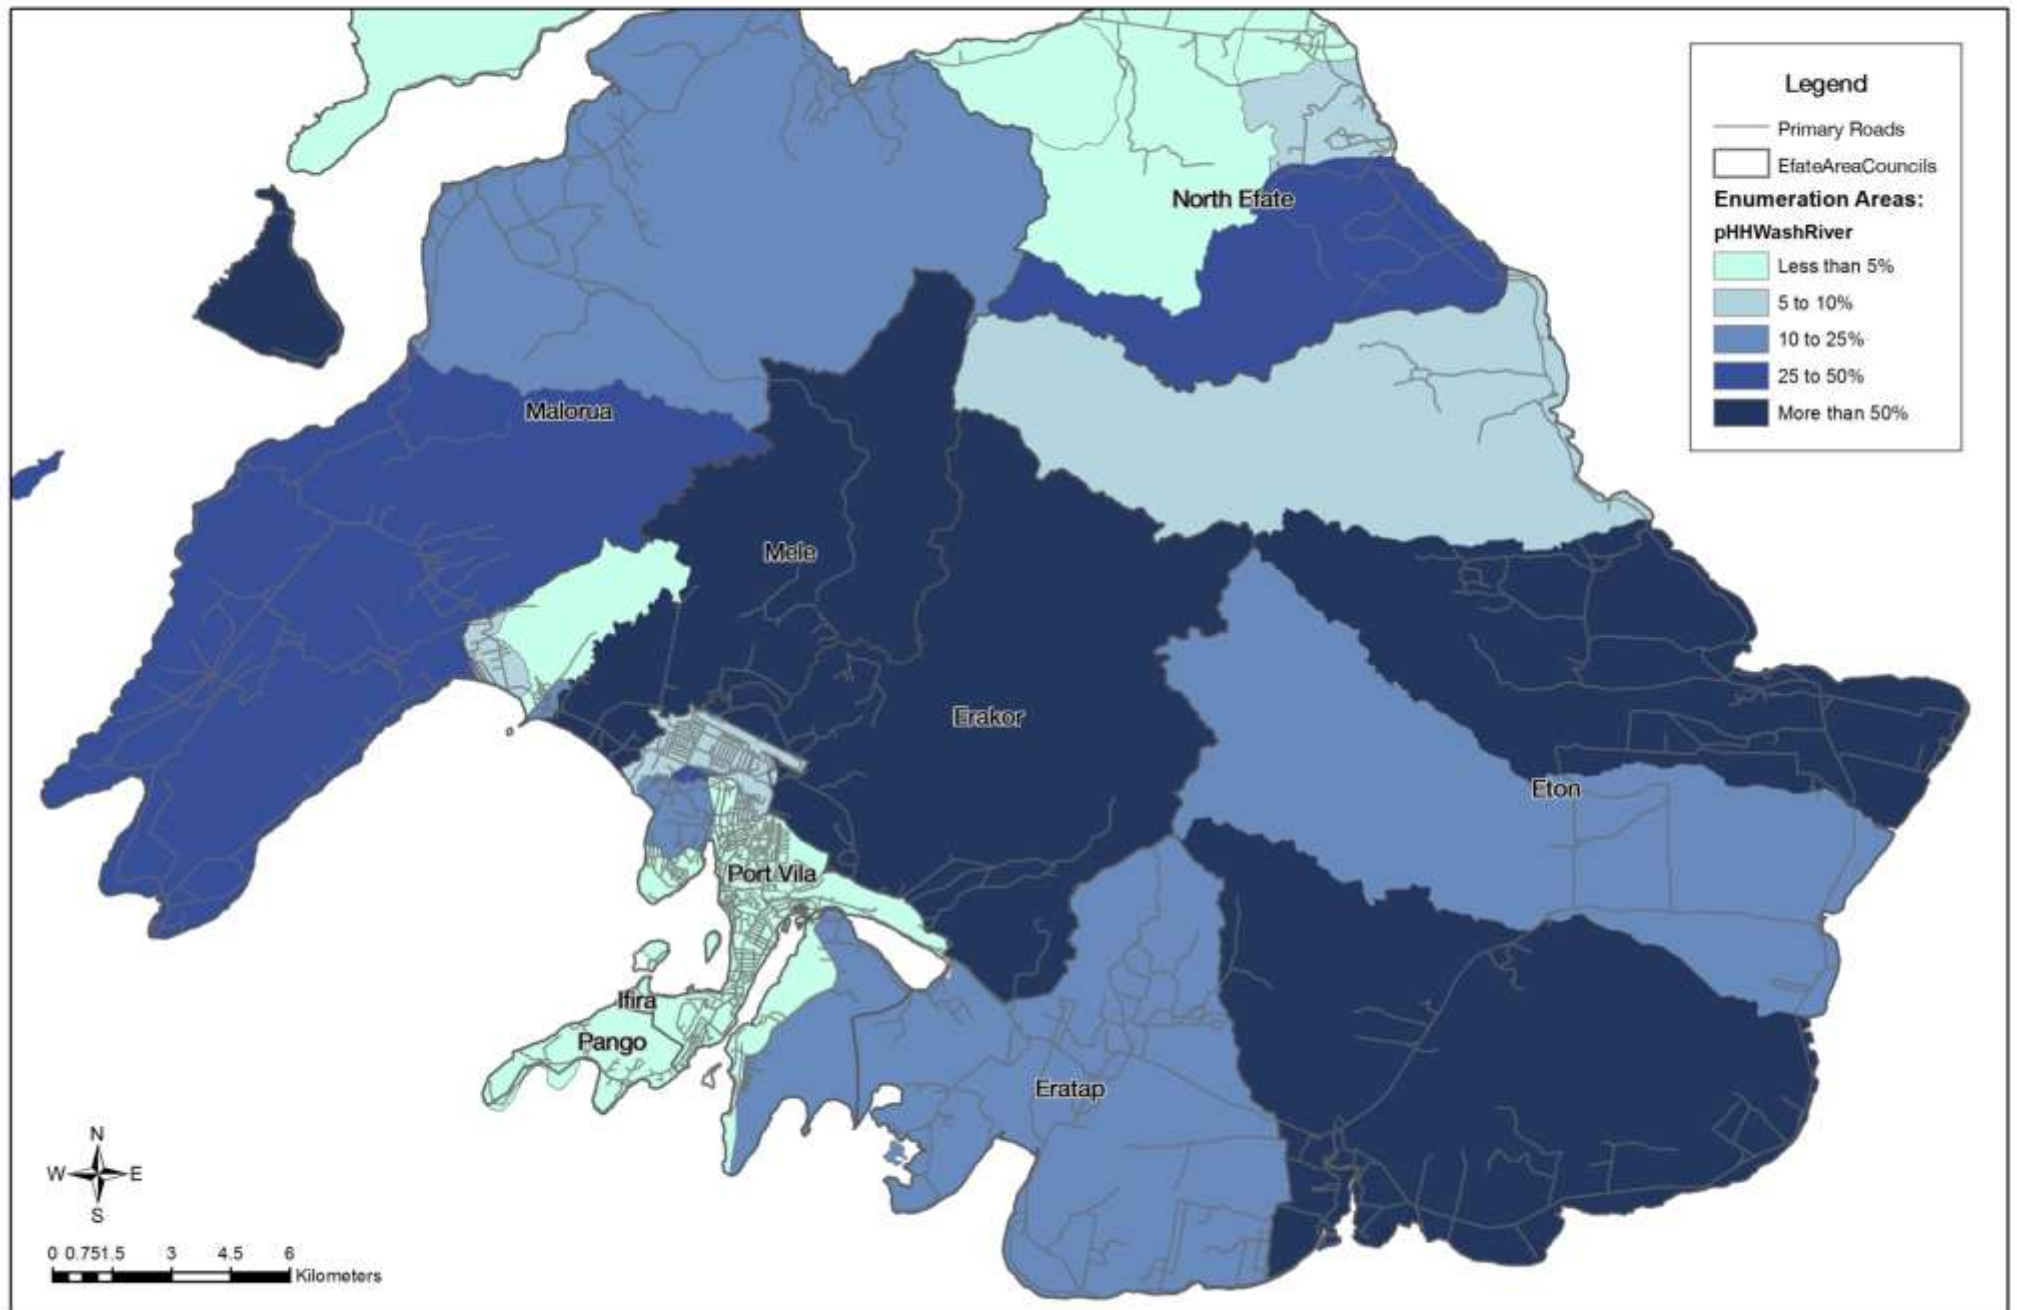 Legend
Primary Roads
EfateAreaCouncils
Enumeration Areas:
pHHWashRiver
Less than 5%
5 to 10%
10 to 25%
25 to 50%
More than 50%
North Efate
Malorua
Mele
Erakor
Eton
Port Vila
Ifira
Pango
Eratap
N
W E
S
0 0.751.5 3 4.5 6
Kilometers